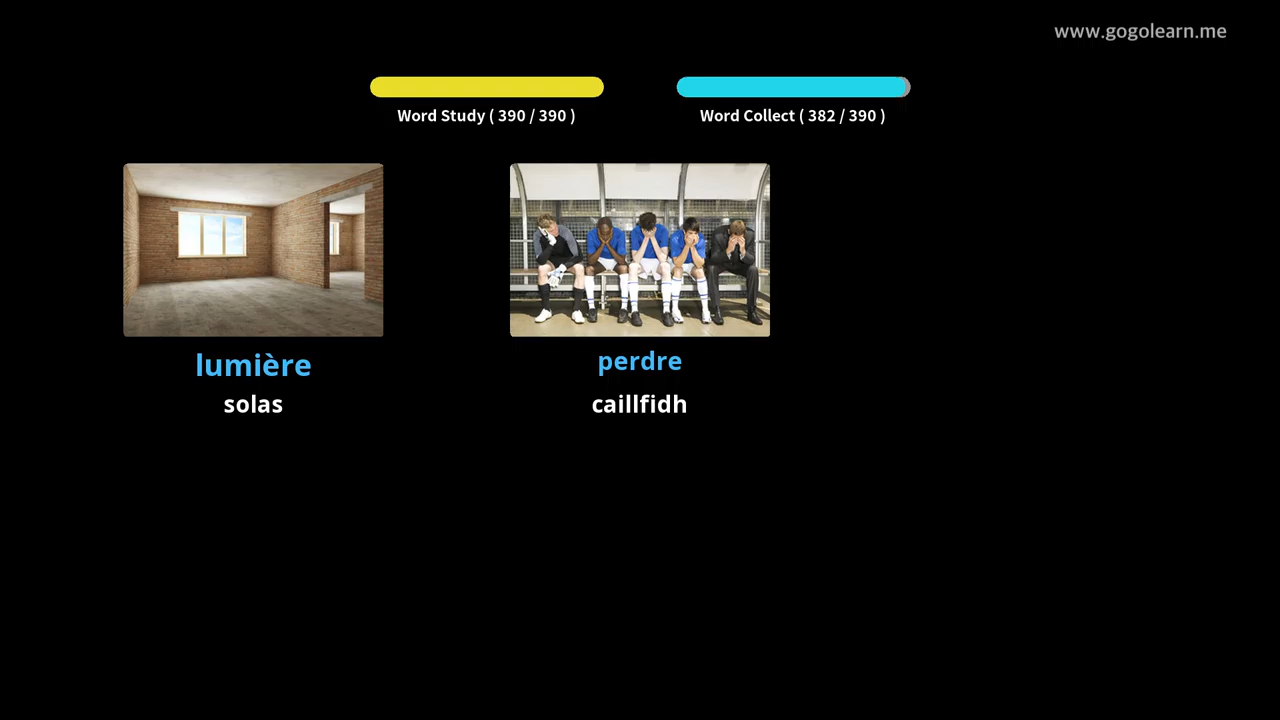 www.gogolearn.me
Word Study ( 390 / 390 )
Word Collect ( 382 / 390 )
lumière
solas
perdre
caillfidh